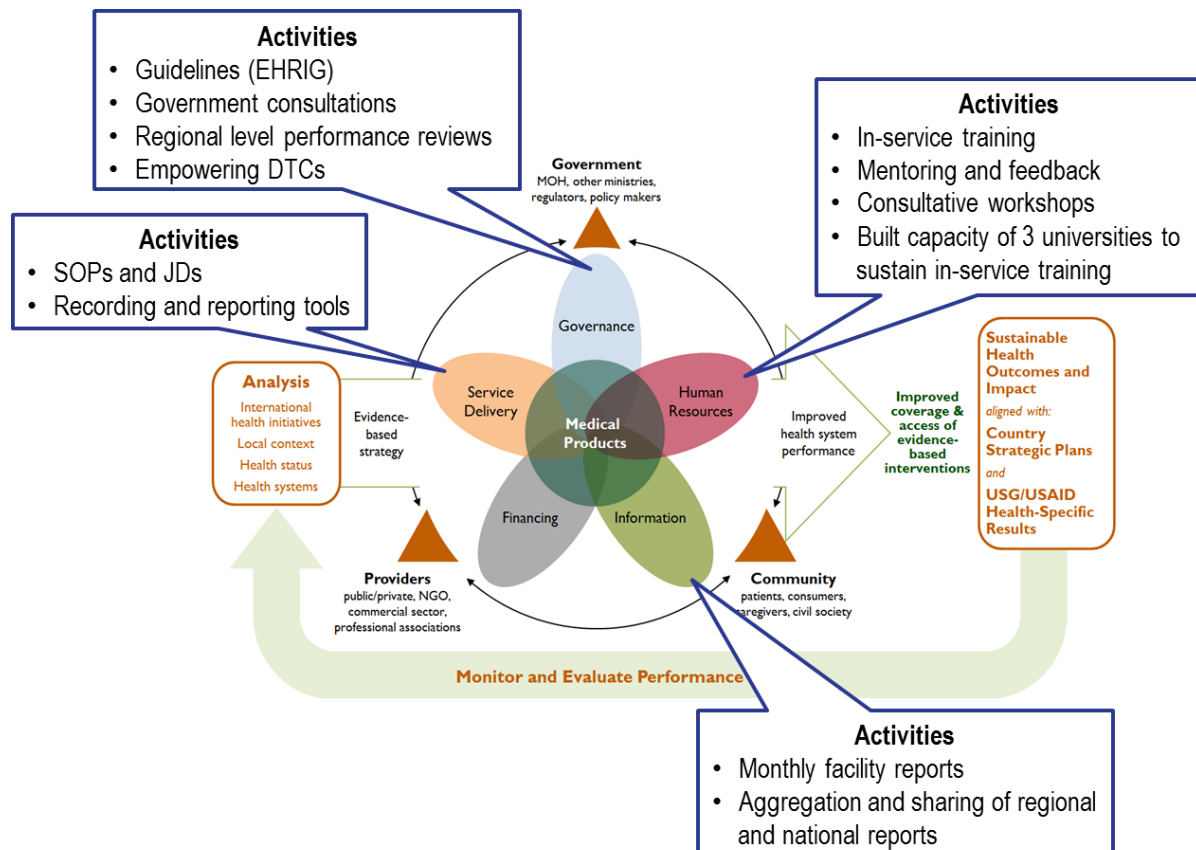 Activities
• Guidelines (EHRIG)
• Government consultations
• Regional level performance reviews
• Empowering DTCs
Activities
• In-service training
• Mentoring and feedback
• Consultative workshops
• Built capacity of 3 universities to
sustain in-service training
Government
MOH, other ministries,
regulators, policy makers
Activities
• SOPs and JDs
• Recording and reporting tools
Governance
Analysis
International
health initiatives
Local context
Health status
Health systems
Evidence-
based
strategy
Service
Delivery
Medical
Products
Human
Resources
Improved
health system
performance
Improved
coverage &
access of
evidence-
based
interventions
Sustainable
Health
Outcomes and
Impact
aligned with:
Country
Strategic Plans
and
USG/USAID
Health-Specific
Results
Financing
Information
Providers
public/private, NGO,
commercial sector,
professional associations
Community
patients, consumers,
caregivers, civil society
Monitor and Evaluate Performance
Activities
• Monthly facility reports
• Aggregation and sharing of regional
and national reports